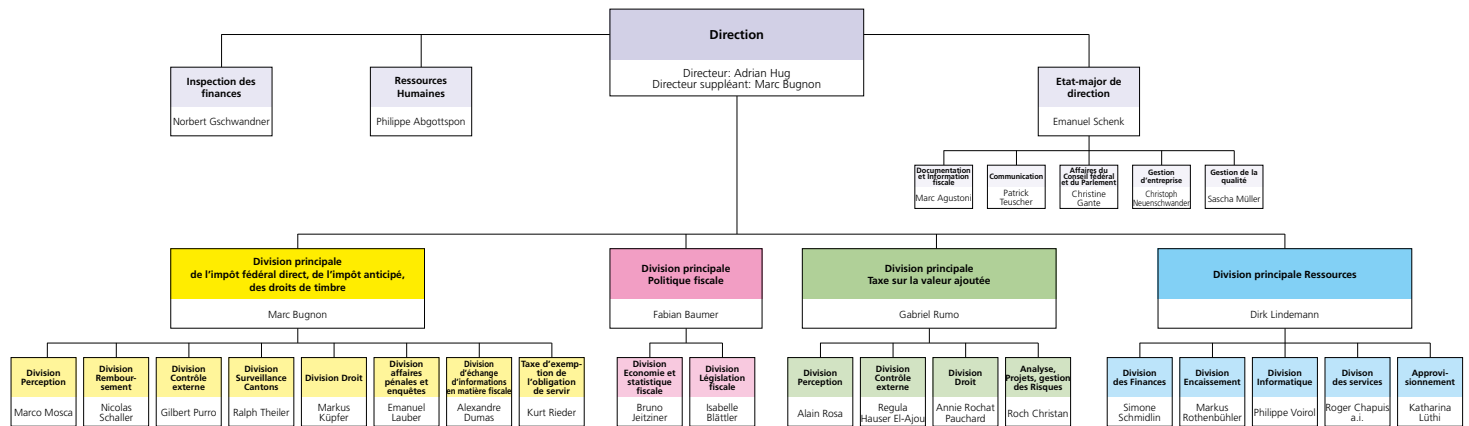 Direction
Directeur: Adrian Hug
Directeur suppléant: Marc Bugnon
Inspection des
finances
Norbert Gschwandner
Ressources
Humaines
Philippe Abgottspon
Etat-major de
direction
Emanuel Schenk
Documentation
et Information
fiscale
Marc Agustoni
Communication
Patrick
Teuscher
Affaires du
Conseil fédéral
et du Parlement
Christine
Gante
Gestion
d'entreprise
Christoph
Neuenschwander
Gestion de la
qualité
Sascha Müller
Division principale
de l'impôt fédéral direct, de l'impôt anticipé,
des droits de timbre
Marc Bugnon
Division principale
Politique fiscale
Fabian Baumer
Division principale
Taxe sur la valeur ajoutée
Gabriel Rumo
Division principale Ressources
Dirk Lindemann
Division
Perception
Marco Mosca
Division
Rembour-
sement
Nicolas
Schaller
Division
Contrôle
externe
Gilbert Purro
Division
Surveillance
Cantons
Ralph Theiler
Division Droit
Markus
Küpfer
Division
affaires
pénales et
enquêtes
Emanuel
Lauber
Division
d'échange
d'informations
en matière fiscale
Alexandre
Dumas
Taxe d'exemp-
tion de
l'obligation
de servir
Kurt Rieder
Division
Economie et
statistique
fiscale
Bruno
Jeitziner
Division
Législation
fiscale
Isabelle
Blättler
Division
Perception
Alain Rosa
Division
Contrôle
externe
Regula
Hauser El-Ajou
Division
Droit
Annie Rochat
Pauchard
Analyse,
Projets, gestion
des Risques
Roch Christan
Division
des Finances
Simone
Schmidlin
Division
Encaissement
Markus
Rothenbühler
Division
Informatique
Philippe Voirol
Divison
des services
Roger Chapuis
a.i.
Approvi-
sionnement
Katharina
Lüthi